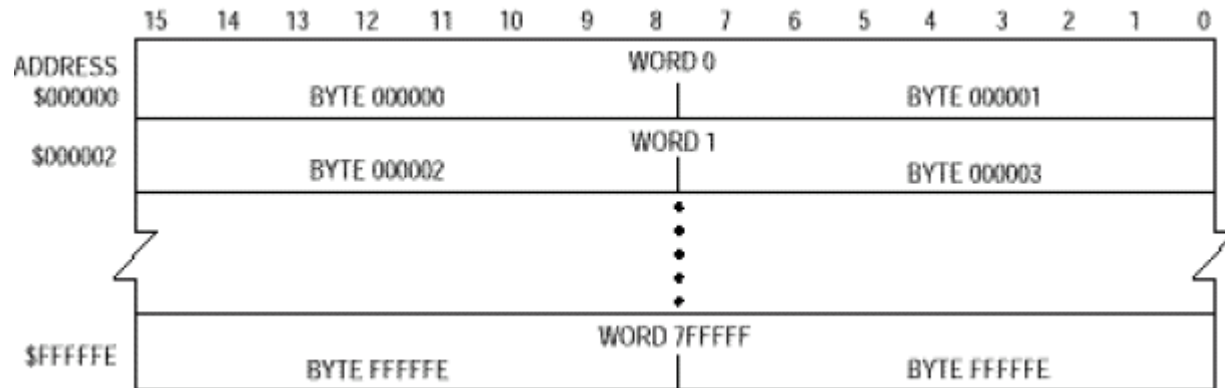 15 14 13 12 11 10 9 8 7 6 5 4 3 2 1 0
ADDRESS
WORD 0
$000000
BYTE 000000
BYTE 000001
$000002
WORD 1
BYTE 000002
BYTE 000003
$FFFFFE
WORD 7FFFFF
BYTE FFFFFE
BYTE FFFFFE